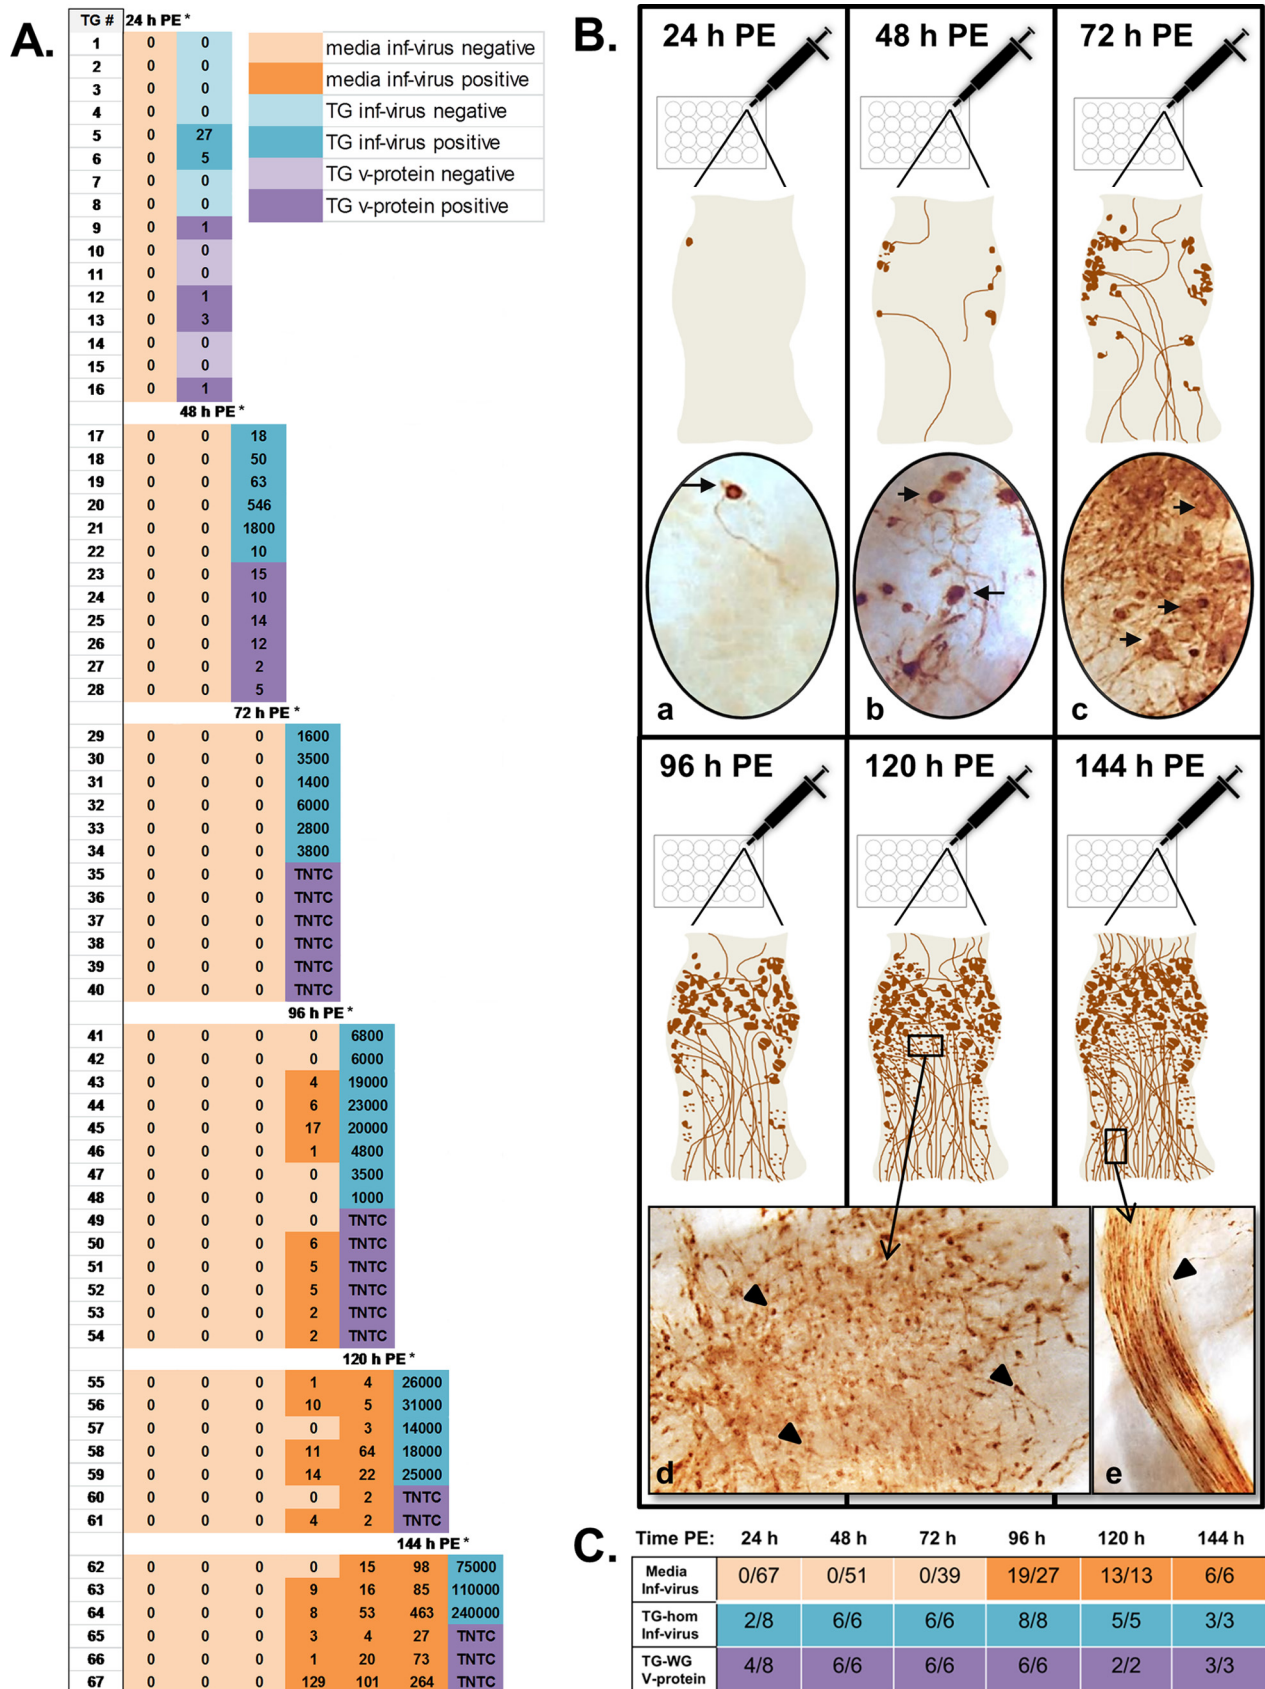 A.
TG # 24 h PE *
1 0 0
2 0 0
3 0 0
4 0 0
5 0 27
6 0 5
7 0 0
8 0 0
9 0 1
10 0 0
11 0 0
12 0 1
13 0 3
14 0 0
15 0 0
16 0 1
media inf-virus negative
media inf-virus positive
TG inf-virus negative
TG inf-virus positive
TG v-protein negative
TG v-protein positive
48 h PE *
17 0 0 18
18 0 0 50
19 0 0 63
20 0 0 546
21 0 0 1800
22 0 0 10
23 0 0 15
24 0 0 10
25 0 0 14
26 0 0 12
27 0 0 2
28 0 0 5
72 h PE *
29 0 0 0 1600
30 0 0 0 3500
31 0 0 0 1400
32 0 0 0 6000
33 0 0 0 2800
34 0 0 0 3800
35 0 0 0 TNTC
36 0 0 0 TNTC
37 0 0 0 TNTC
38 0 0 0 TNTC
39 0 0 0 TNTC
40 0 0 0 TNTC
96 h PE *
41 0 0 0 0 6800
42 0 0 0 0 6000
43 0 0 0 4 19000
44 0 0 0 6 23000
45 0 0 0 17 20000
46 0 0 0 1 4800
47 0 0 0 0 3500
48 0 0 0 0 1000
49 0 0 0 0 TNTC
50 0 0 0 6 TNTC
51 0 0 0 5 TNTC
52 0 0 0 5 TNTC
53 0 0 0 2 TNTC
54 0 0 0 2 TNTC
120 h PE *
55 0 0 0 1 4 26000
56 0 0 0 10 5 31000
57 0 0 0 0 3 14000
58 0 0 0 11 64 18000
59 0 0 0 14 22 25000
60 0 0 0 0 2 TNTC
61 0 0 0 4 2 TNTC
144 h PE *
62 0 0 0 0 15 98 75000
63 0 0 0 9 16 85 110000
64 0 0 0 8 53 463 240000
65 0 0 0 3 4 27 TNTC
66 0 0 0 1 20 73 TNTC
67 0 0 0 129 101 264 TNTC
B.
24 h PE 48 h PE 72 h PE
a b c
96 h PE 120 h PE 144 h PE
d e
C.
Time PE: 24 h 48 h 72 h 96 h 120 h 144 h
Media
Inf-virus 0/67 0/51 0/39 19/27 13/13 6/6
TG-hom
Inf-virus 2/8 6/6 6/6 8/8 5/5 3/3
TG-WG
V-protein 4/8 6/6 6/6 6/6 2/2 3/3